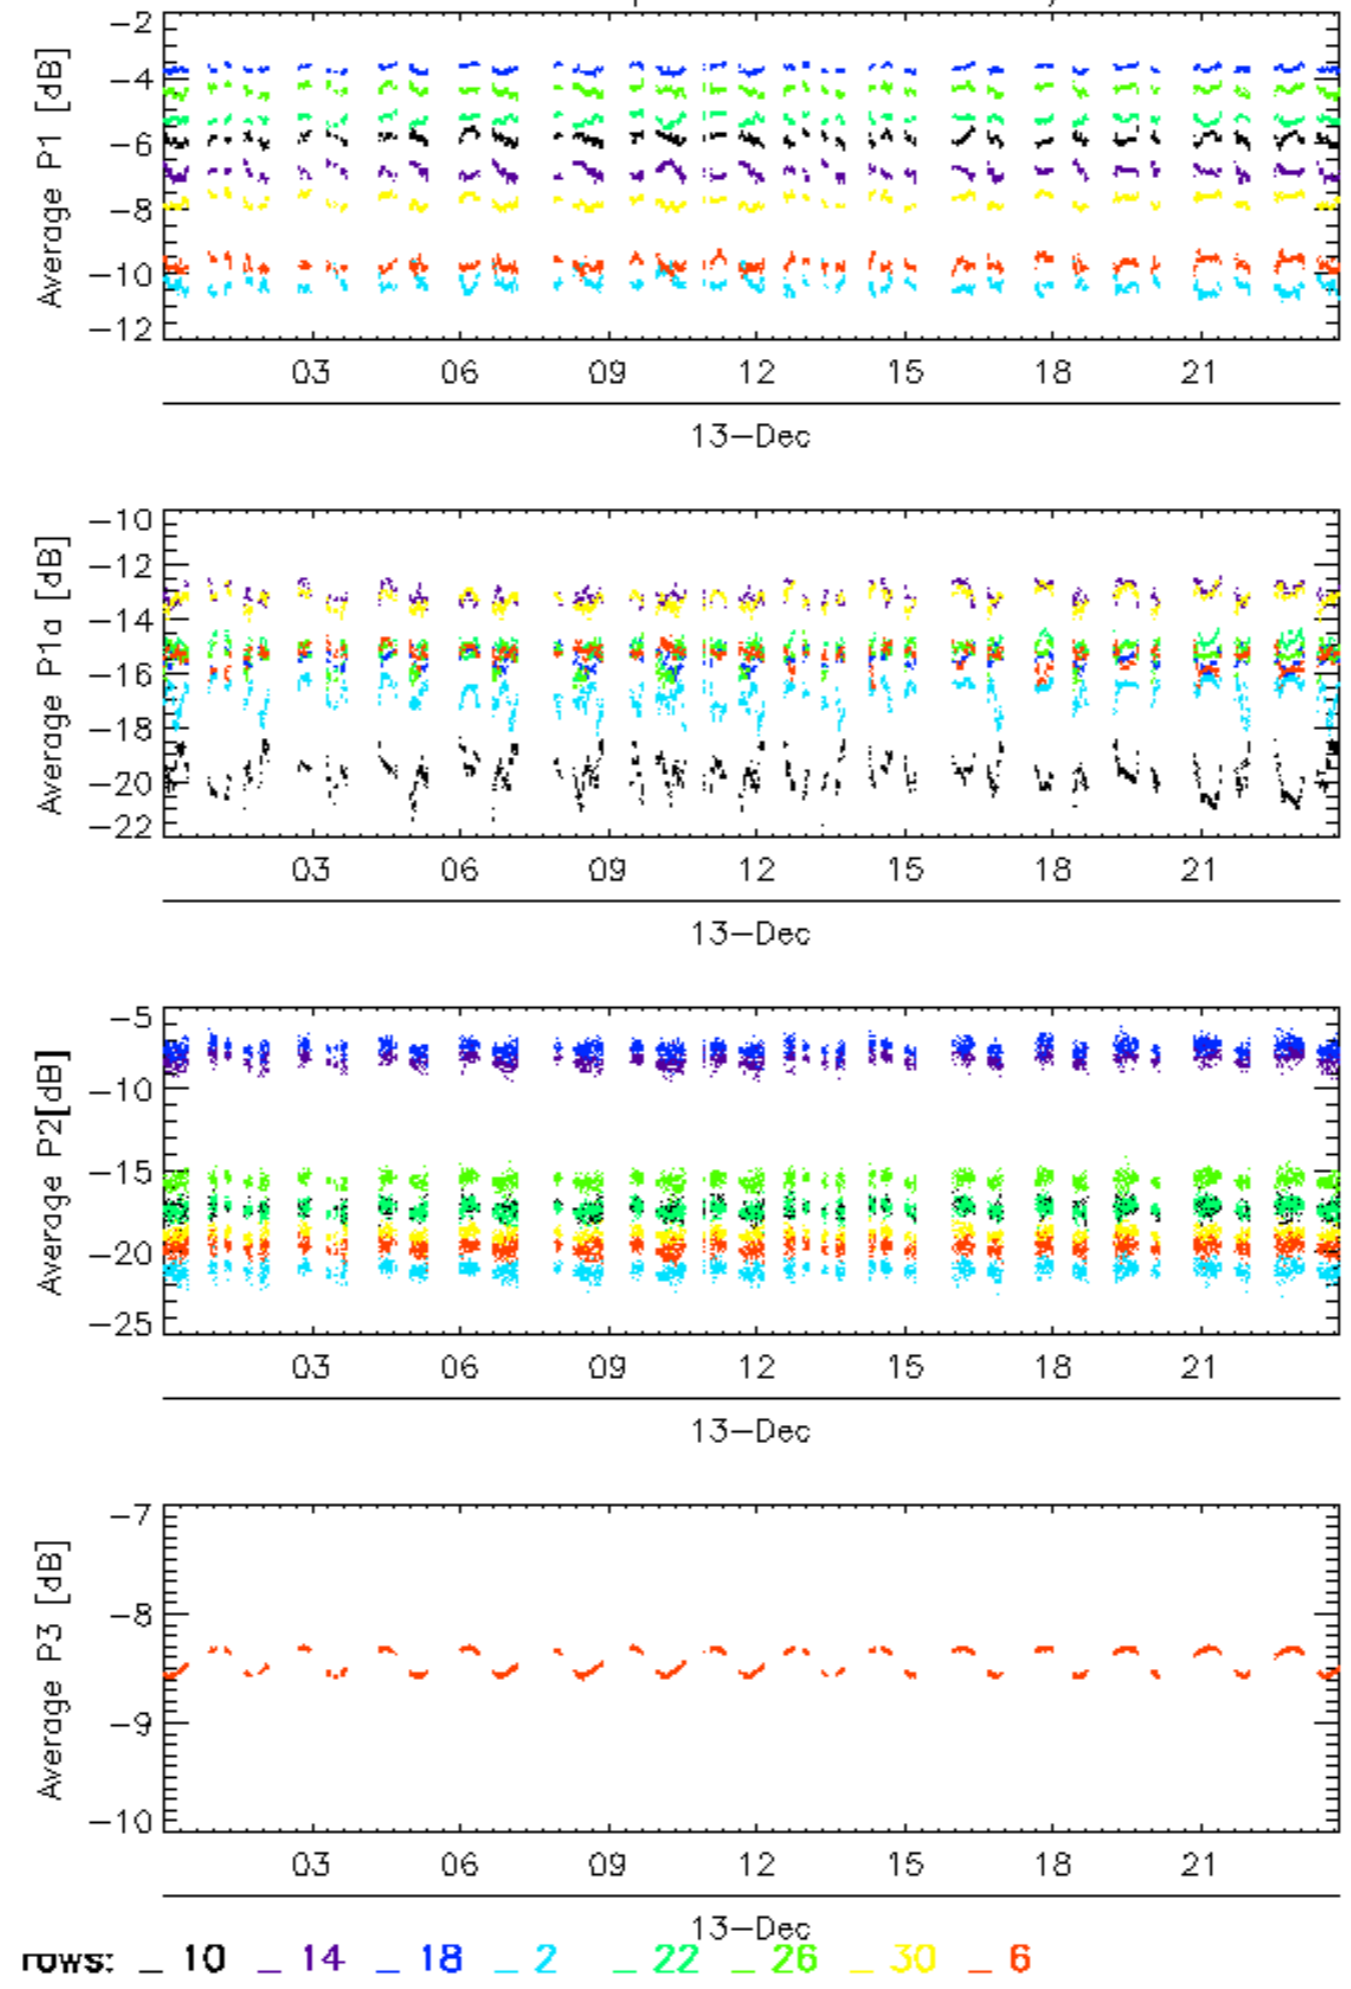 Average P1 [dB]
−2
−4
−6
−8
−10
−12
03 06 09 12 15 18 21
13−Dec
Average P1a [dB]
−10
−12
−14
−16
−18
−20
−22
03 06 09 12 15 18 21
13−Dec
Average P2[dB]
−5
−10
−15
−20
−25
03 06 09 12 15 18 21
13−Dec
Average P3 [dB]
−7
−8
−9
−10
03 06 09 12 15 18 21
13−Dec
rows: _ 10 _ 14 _ 18 _ 2 _ 22 _ 26 _ 30 _ 6